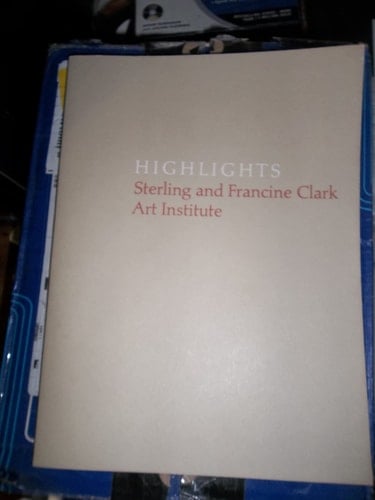 HIGHLIGHTS
Sterling and Francine Clark
Art Institute